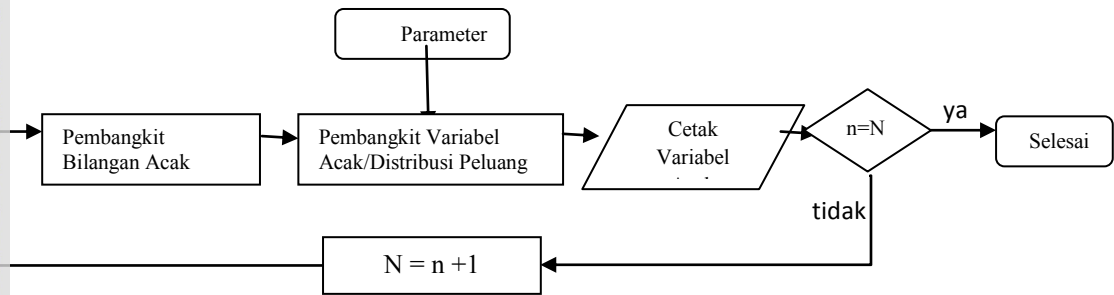 Parameter
Pembangkit
Bilangan Acak
Pembangkit Variabel
Acak/Distribusi Peluang
Cetak
Variabel
n=N
ya
Selesai
tidak
N = n +1